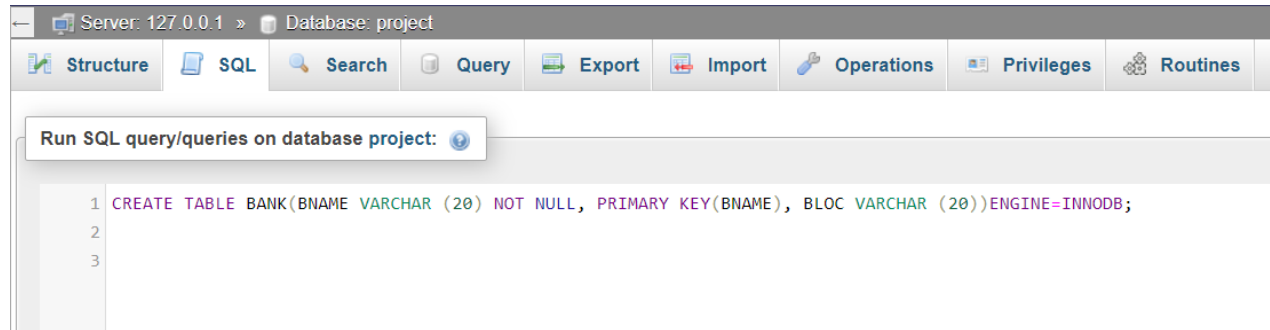 ← Server: 127.0.0.1 » Database: project
Structure SQL Search Query Export Import Operations Privileges Routines
Run SQL query/queries on database project:
1 CREATE TABLE BANK(BNAME VARCHAR (20) NOT NULL, PRIMARY KEY(BNAME), BLOC VARCHAR (20))ENGINE=INNODB;
2
3